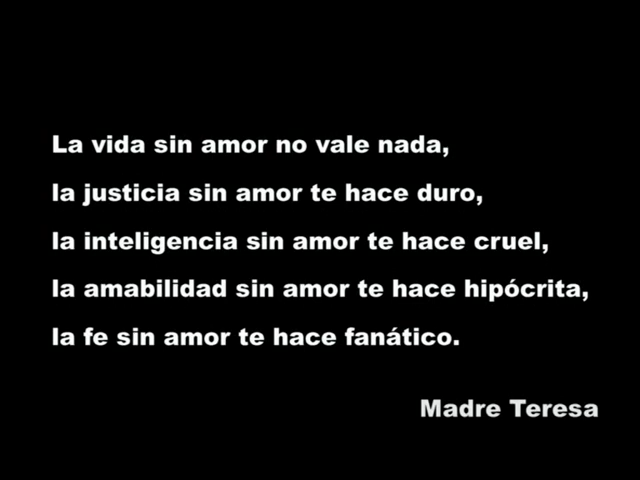 La vida sin amor no vale nada,
la justicia sin amor te hace duro,
la inteligencia sin amor te hace cruel,
la amabilidad sin amor te hace hipócrita,
la fe sin amor te hace fanático.
Madre Teresa